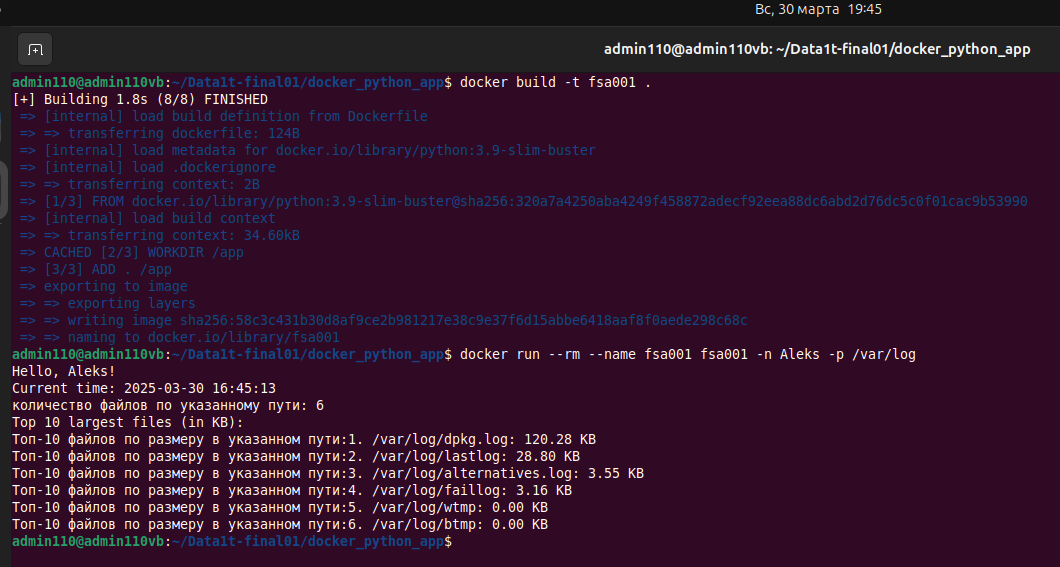 Вс, 30 марта 19:45
admin110@admin110vb: ~/Data1t-final01/docker_python_app
admin110@admin110vb:~/Data1t-final01/docker_python_app$ docker build -t fsa001 .
[+] Building 1.8s (8/8) FINISHED
=> [internal] load build definition from Dockerfile
=> => transferring dockerfile: 124B
=> [internal] load metadata for docker.io/library/python:3.9-slim-buster
=> [internal] load .dockerignore
=> => transferring context: 2B
=> [1/3] FROM docker.io/library/python:3.9-slim-buster@sha256:320a7a4250aba4249f458872adecf92eea88dc6abd2d76dc5c0f01cac9b53990
=> [internal] load build context
=> => transferring context: 34.60kB
=> CACHED [2/3] WORKDIR /app
=> [3/3] ADD . /app
=> exporting to image
=> => exporting layers
=> => writing image sha256:58c3c431b30d8af9ce2b981217e38c9e37f6d15abbe6418aaf8f0aede298c68c
=> => naming to docker.io/library/fsa001
admin110@admin110vb:~/Data1t-final01/docker_python_app$ docker run --rm --name fsa001 fsa001 -n Aleks -p /var/log
Hello, Aleks!
Current time: 2025-03-30 16:45:13
количество файлов по указанному пути: 6
Top 10 largest files (in KB):
Топ-10 файлов по размеру в указанном пути:1. /var/log/dpkg.log: 120.28 KB
Топ-10 файлов по размеру в указанном пути:2. /var/log/lastlog: 28.80 KB
Топ-10 файлов по размеру в указанном пути:3. /var/log/alternatives.log: 3.55 KB
Топ-10 файлов по размеру в указанном пути:4. /var/log/faillog: 3.16 KB
Топ-10 файлов по размеру в указанном пути:5. /var/log/wtmp: 0.00 KB
Топ-10 файлов по размеру в указанном пути:6. /var/log/btmp: 0.00 KB
admin110@admin110vb:~/Data1t-final01/docker_python_app$